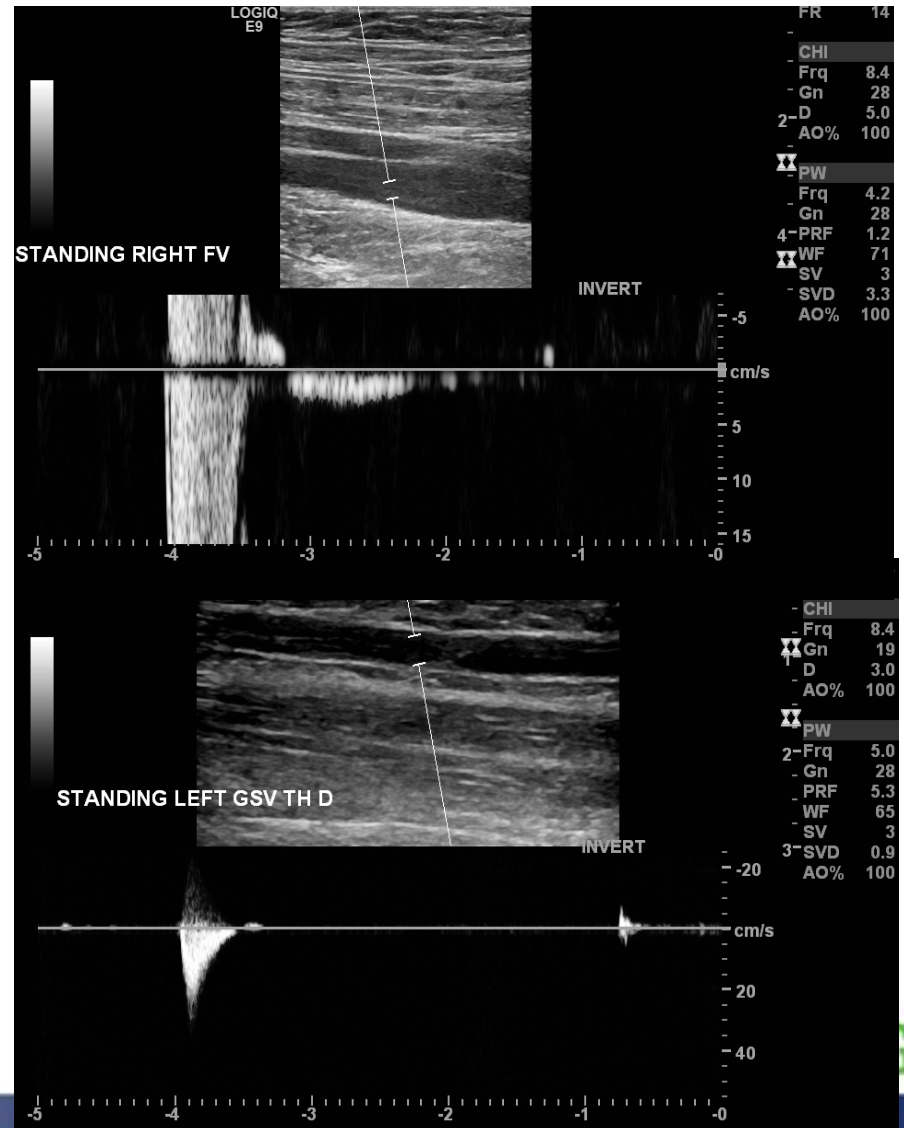 LOGIQ
E9
FR 14
CHI
Frq 8.4
Gn 28
D 5.0
AO% 100
2
PW
Frq 4.2
Gn 28
PRF 1.2
WF 71
SV 3
SVD 3.3
AO% 100
4
STANDING RIGHT FV
INVERT
-5
cm/s
5
10
15
-5 -4 -3 -2 -1 -0
CHI
Frq 8.4
Gn 19
D 3.0
AO% 100
1
PW
Frq 5.0
Gn 28
PRF 5.3
WF 65
SV 3
SVD 0.9
AO% 100
2
3
STANDING LEFT GSV TH D
INVERT
-20
cm/s
20
40
-5 -4 -3 -2 -1 -0